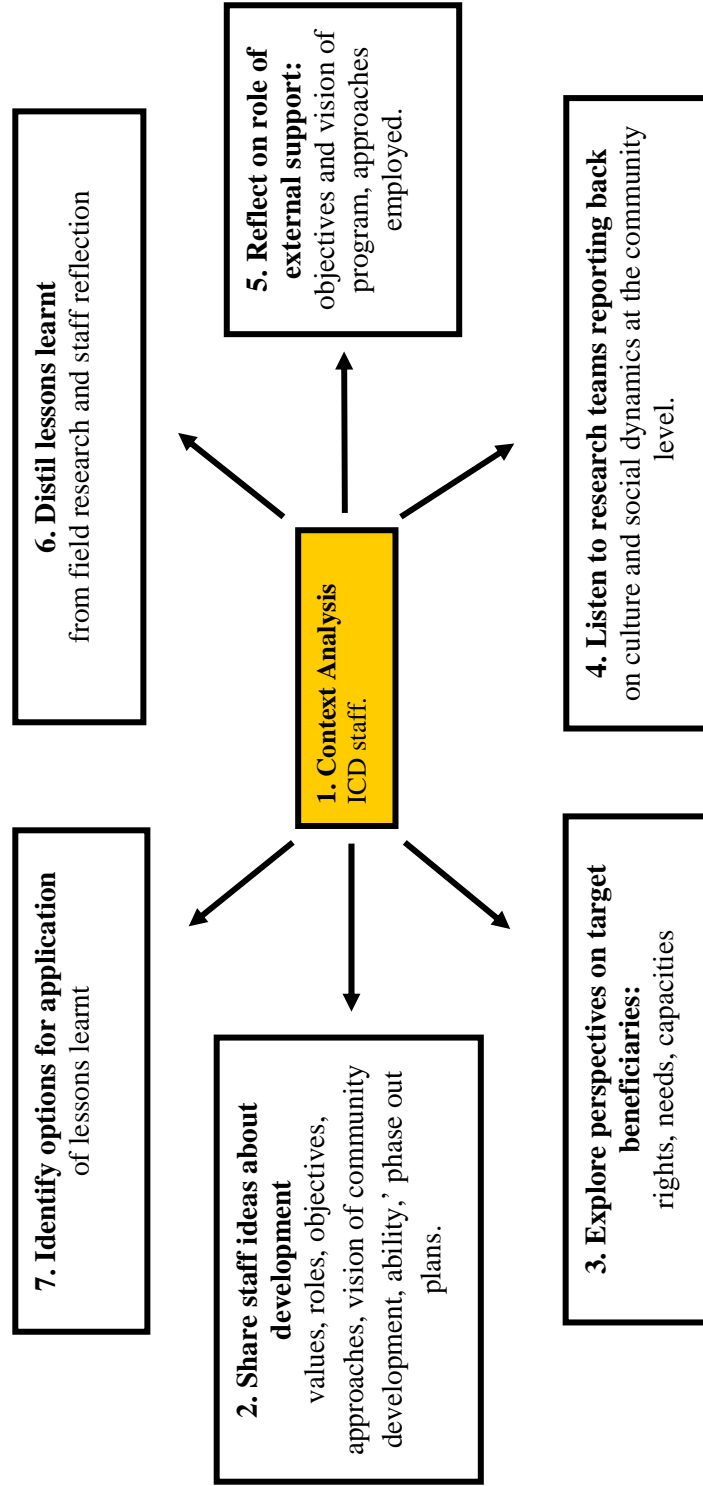 7. Identify options for application
of lessons learnt
6. Distil lessons learnt
from field research and staff reflection
2. Share staff ideas about
development
values, roles, objectives,
approaches, vision of community
development, ability,’ phase out
plans.
1. Context Analysis
ICD staff.
5. Reflect on role of
external support:
objectives and vision of
program, approaches
employed.
3. Explore perspectives on target
beneficiaries:
rights, needs, capacities
4. Listen to research teams reporting back
on culture and social dynamics at the community
level.